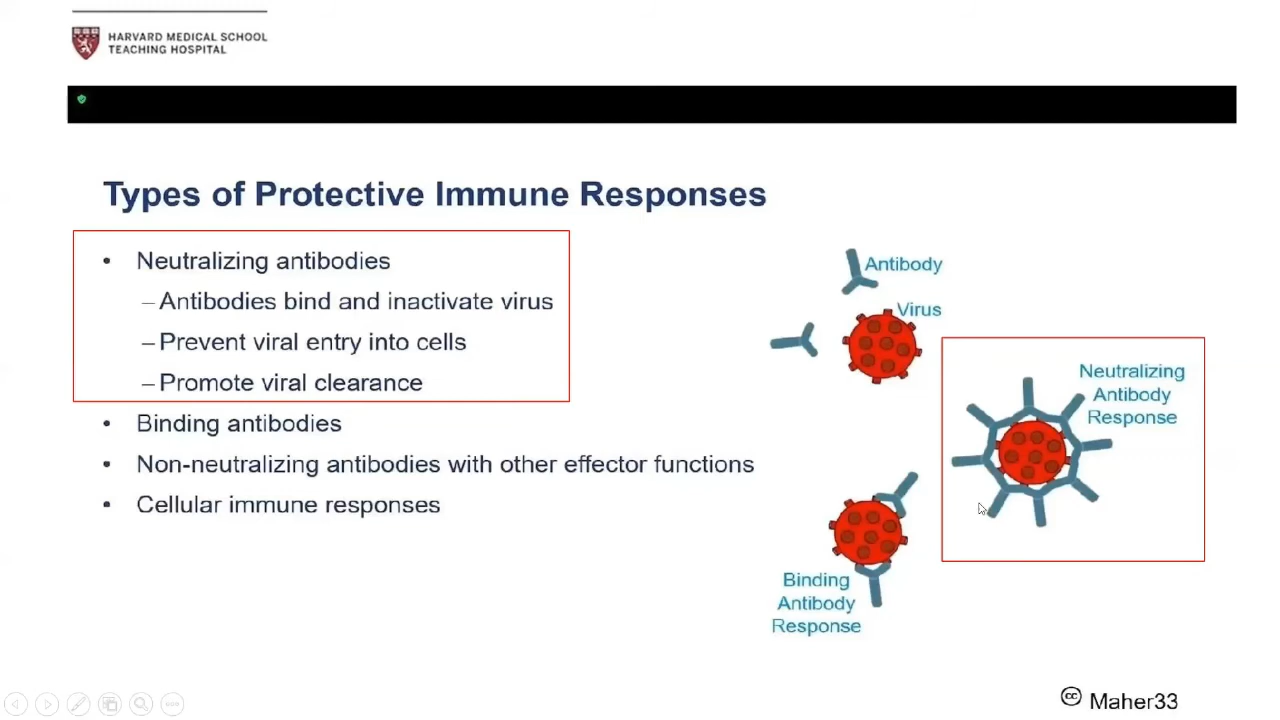 HARVARD MEDICAL SCHOOL
TEACHING HOSPITAL
Types of Protective Immune Responses
• Neutralizing antibodies
– Antibodies bind and inactivate virus
– Prevent viral entry into cells
– Promote viral clearance
• Binding antibodies
• Non-neutralizing antibodies with other effector functions
• Cellular immune responses
Antibody
Virus
Neutralizing
Antibody
Response
Binding
Antibody
Response
cc Maher33